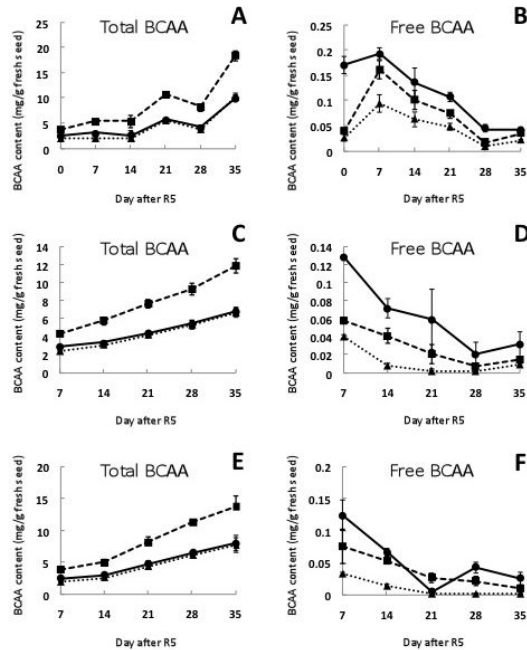 A
Total BCAA
BCAA content (mg/g fresh seed)
25
20
15
10
5
0
0 7 14 21 28 35
Day after R5
B
Free BCAA
BCAA content (mg/g fresh seed)
0.25
0.2
0.15
0.1
0.05
0
0 7 14 21 28 35
Day after R5
C
Total BCAA
BCAA content (mg/g fresh seed)
14
12
10
8
6
4
2
0
7 14 21 28 35
Day after R5
D
Free BCAA
BCAA content (mg/g fresh seed)
0.14
0.12
0.1
0.08
0.06
0.04
0.02
0
7 14 21 28 35
Day after R5
E
Total BCAA
BCAA content (mg/g fresh seed)
20
15
10
5
0
7 14 21 28 35
Day after R5
F
Free BCAA
BCAA content (mg/g fresh seed)
0.2
0.15
0.1
0.05
0
7 14 21 28 35
Day after R5